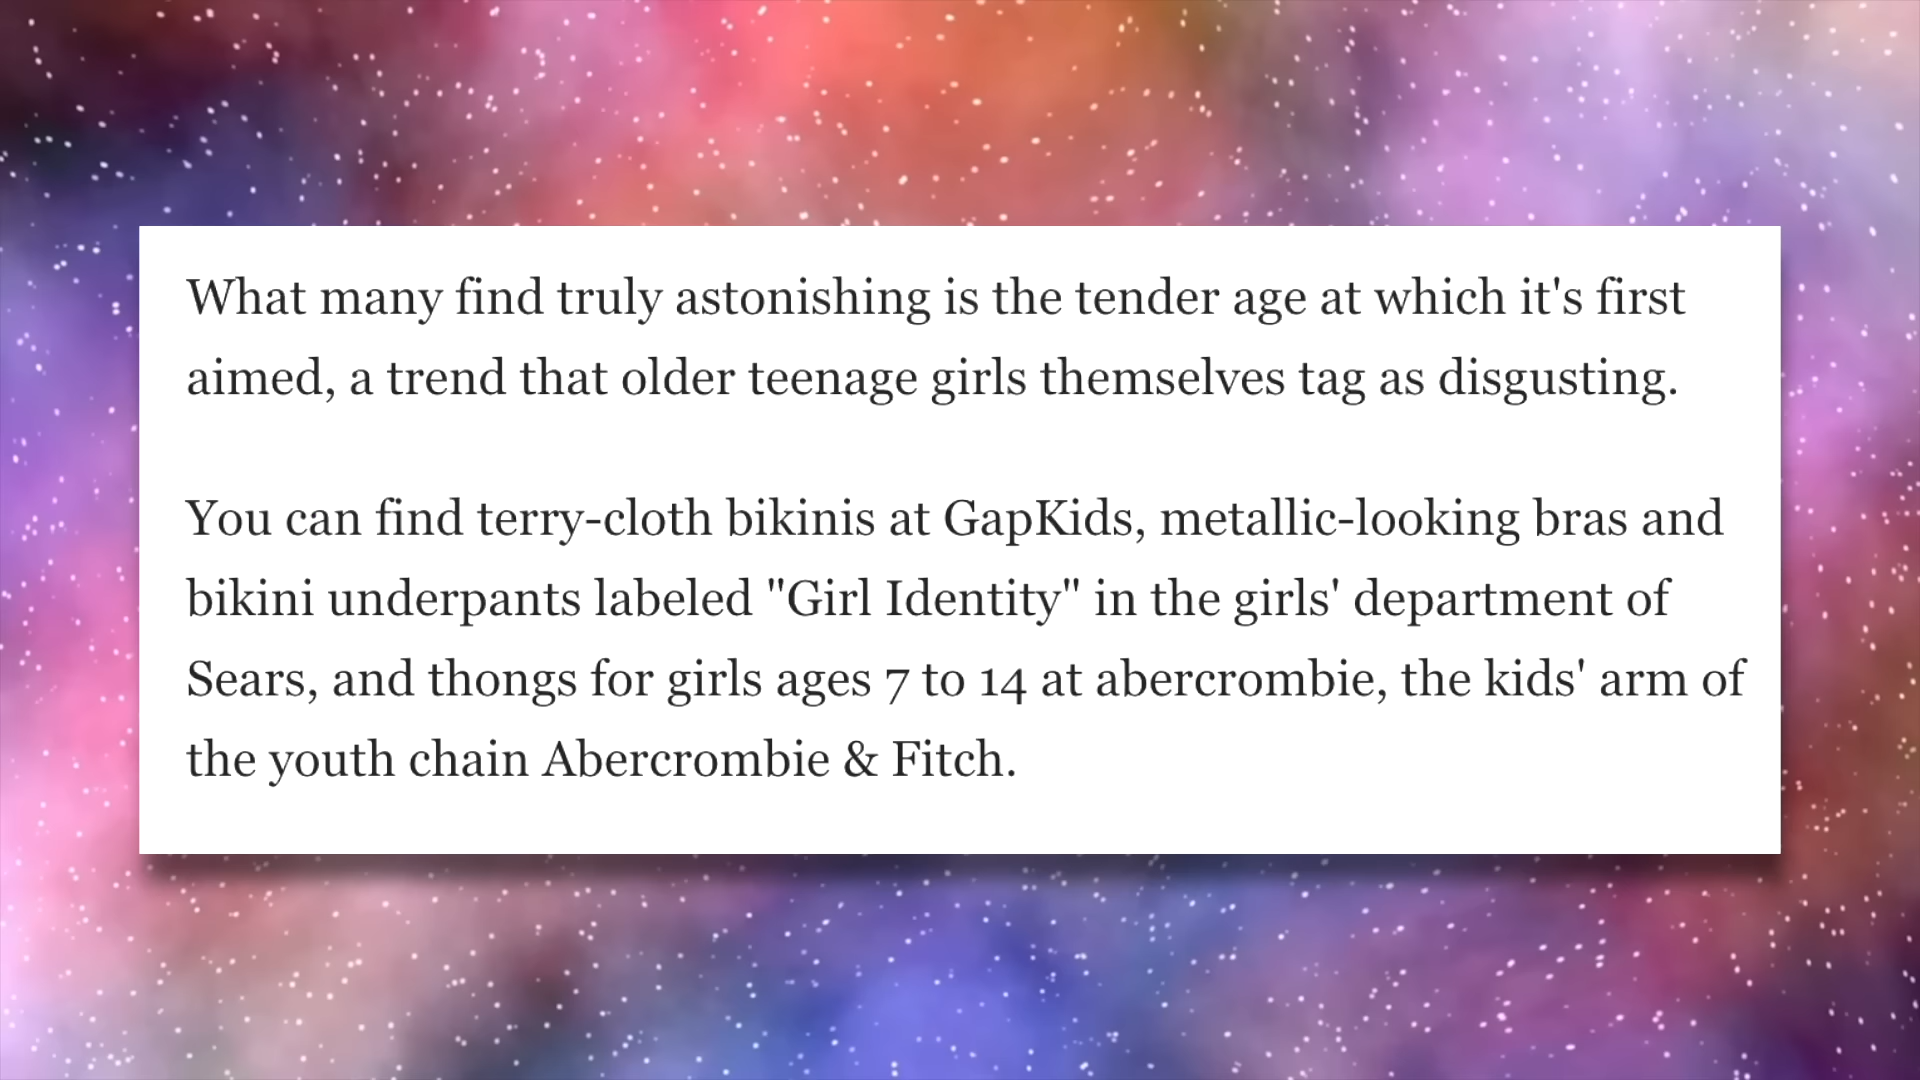 What many find truly astonishing is the tender age at which it's first
aimed, a trend that older teenage girls themselves tag as disgusting.
You can find terry-cloth bikinis at GapKids, metallic-looking bras and
bikini underpants labeled "Girl Identity" in the girls' department of
Sears, and thongs for girls ages 7 to 14 at abercrombie, the kids' arm of
the youth chain Abercrombie & Fitch.